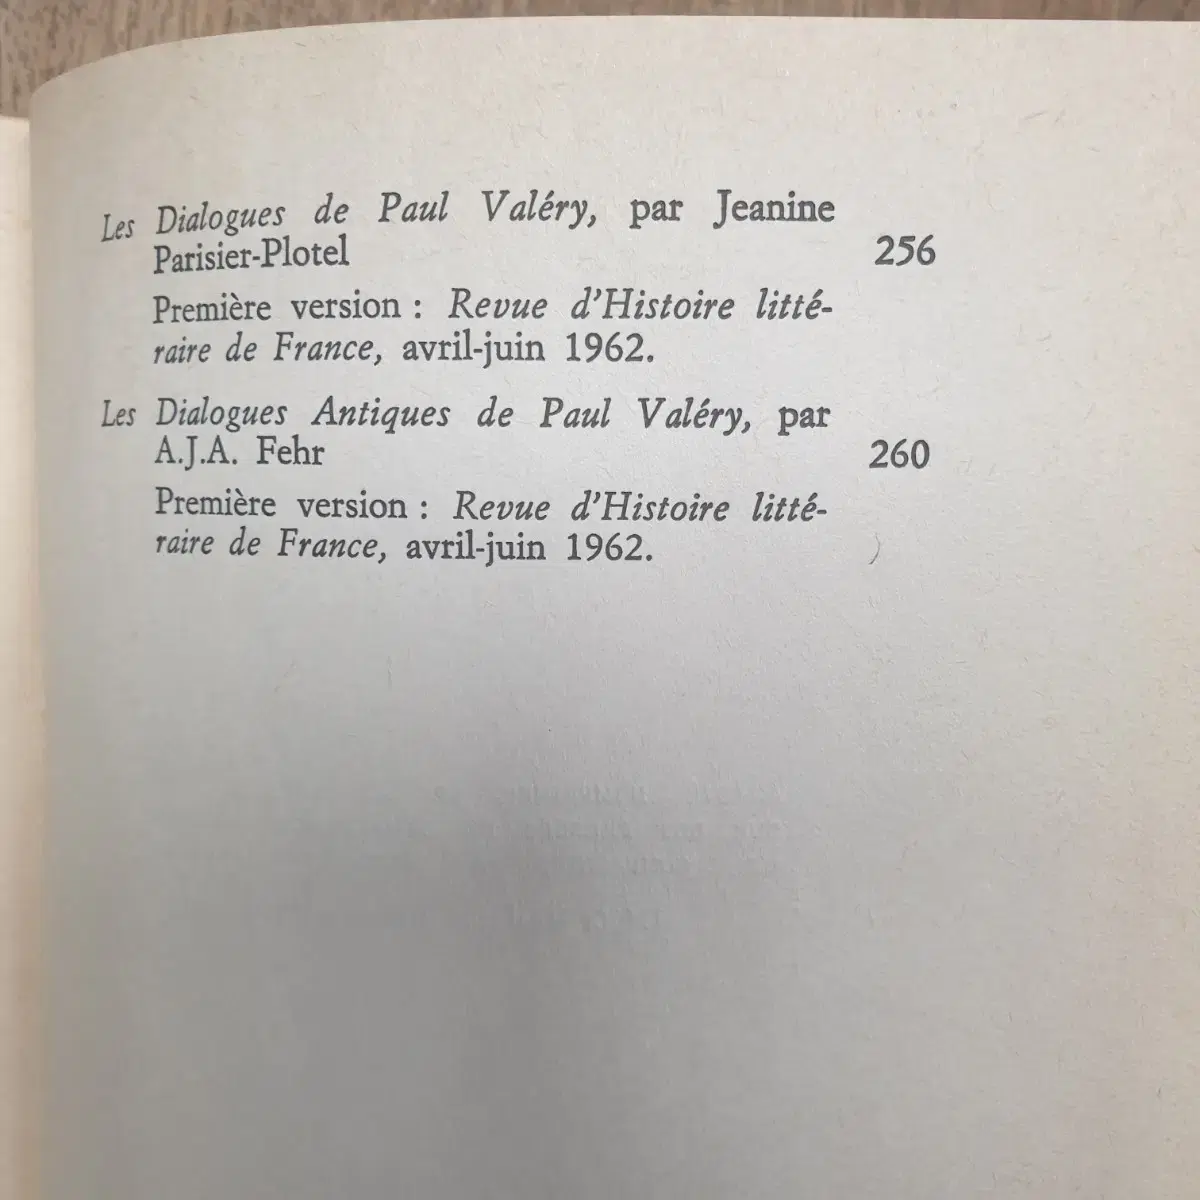 Les Dialogues de Paul Valéry, par Jeanine
Parisier-Plotel 256
Première version : Revue d'Histoire litté-
raire de France, avril-juin 1962.
Les Dialogues Antiques de Paul Valéry, par
A.J.A. Fehr 260
Première version : Revue d'Histoire litté-
raire de France, avril-juin 1962.